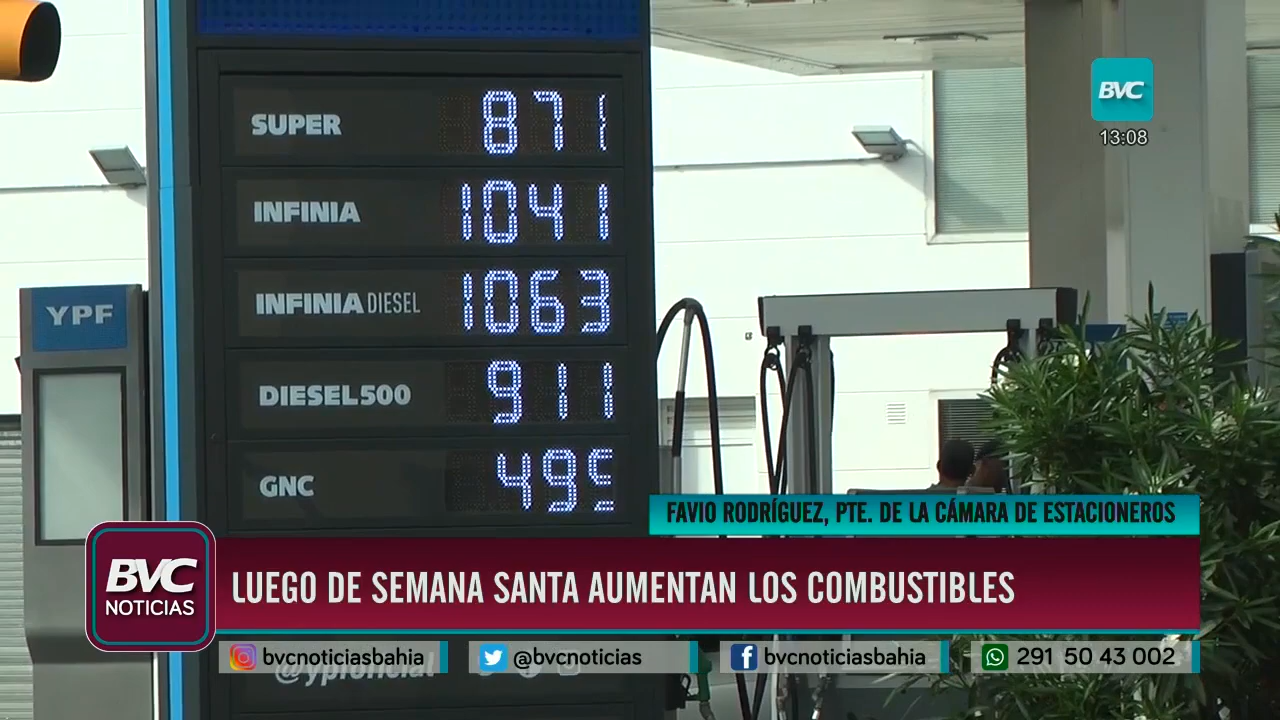 SUPER 871
INFINIA 1041
INFINIA DIESEL 1063
DIESEL500 911
GNC 495
YPF
BVC
13:08
FAVIO RODRÍGUEZ, PTE. DE LA CÁMARA DE ESTACIONEROS
BVC
NOTICIAS
LUEGO DE SEMANA SANTA AUMENTAN LOS COMBUSTIBLES
bvcnoticiasbahia
@bvcnoticias
bvcnoticiasbahia
291 50 43 002
@ypfoficial